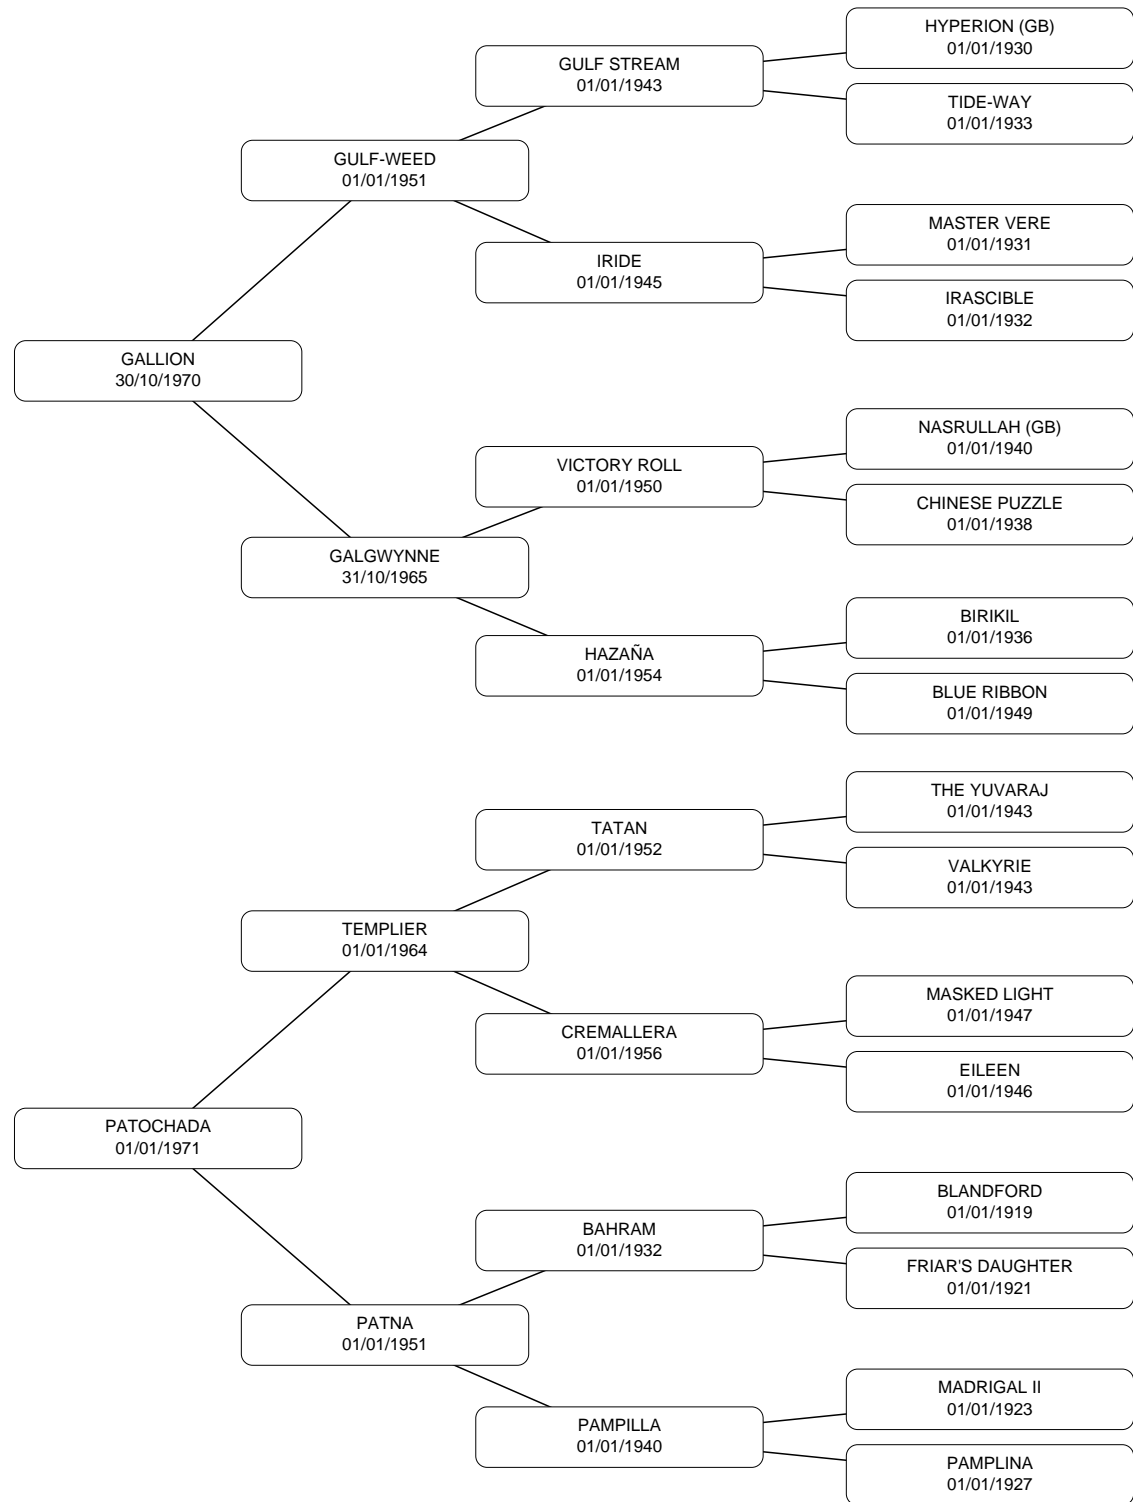 HYPERION (GB)
01/01/1930
GULF STREAM
01/01/1943
TIDE-WAY
01/01/1933
GULF-WEED
01/01/1951
MASTER VERE
01/01/1931
IRIDE
01/01/1945
IRASCIBLE
01/01/1932
GALLION
30/10/1970
NASRULLAH (GB)
01/01/1940
VICTORY ROLL
01/01/1950
CHINESE PUZZLE
01/01/1938
GALGWYNNE
31/10/1965
BIRIKIL
01/01/1936
HAZAÑA
01/01/1954
BLUE RIBBON
01/01/1949
THE YUVARAJ
01/01/1943
TATAN
01/01/1952
VALKYRIE
01/01/1943
TEMPLIER
01/01/1964
MASKED LIGHT
01/01/1947
CREMALLERA
01/01/1956
EILEEN
01/01/1946
PATOCHADA
01/01/1971
BLANDFORD
01/01/1919
BAHRAM
01/01/1932
FRIAR'S DAUGHTER
01/01/1921
PATNA
01/01/1951
MADRIGAL II
01/01/1923
PAMPILLA
01/01/1940
PAMPLINA
01/01/1927